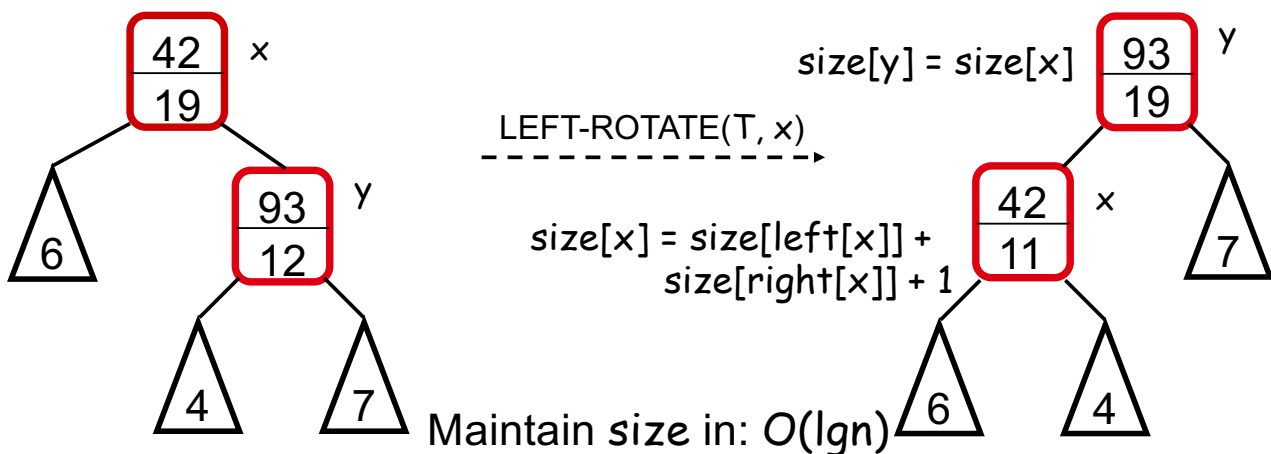 42
19
x
6
93
12
y
4
7
LEFT-ROTATE(T, x)
size[y] = size[x]
93
19
y
size[x] = size[left[x]] +
size[right[x]] + 1
42
11
x
7
6
4
Maintain size in: O(lgn)